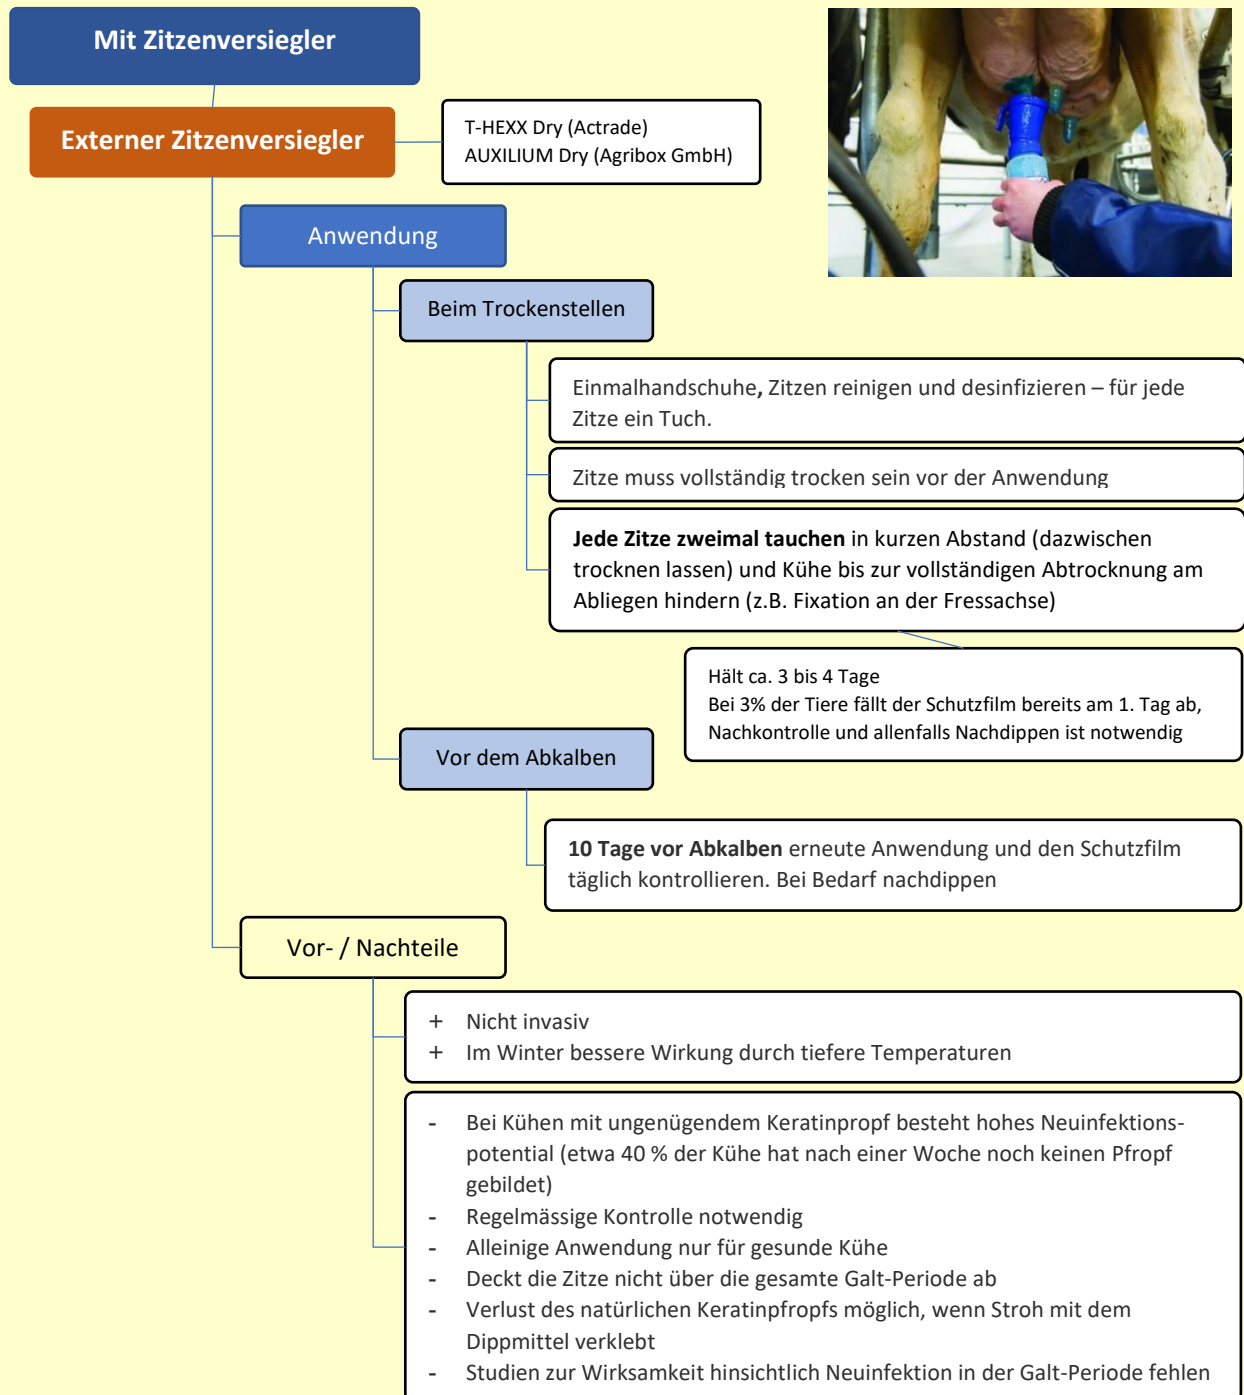 Mit Zitzenversiegler
Externer Zitzenversiegler
T-HEXX Dry (Actrade)
AUXILIUM Dry (Agribox GmbH)
Anwendung
Beim Trockenstellen
Einmalhandschuhe, Zitzen reinigen und desinfizieren – für jede
Zitze ein Tuch.
Zitze muss vollständig trocken sein vor der Anwendung
Jede Zitze zweimal tauchen in kurzen Abstand (dazwischen
trocknen lassen) und Kühe bis zur vollständigen Abtrocknung am
Abliegen hindern (z.B. Fixation an der Fressachse)
Hält ca. 3 bis 4 Tage
Bei 3% der Tiere fällt der Schutzfilm bereits am 1. Tag ab,
Nachkontrolle und allenfalls Nachdippen ist notwendig
Vor dem Abkalben
10 Tage vor Abkalben erneute Anwendung und den Schutzfilm
täglich kontrollieren. Bei Bedarf nachdippen
Vor- / Nachteile
+ Nicht invasiv
+ Im Winter bessere Wirkung durch tiefere Temperaturen
- Bei Kühen mit ungenügendem Keratinpropf besteht hohes Neuinfektions-
potential (etwa 40 % der Kühe hat nach einer Woche noch keinen Pfropf
gebildet)
- Regelmässige Kontrolle notwendig
- Alleinige Anwendung nur für gesunde Kühe
- Deckt die Zitze nicht über die gesamte Galt-Periode ab
- Verlust des natürlichen Keratinpfropfs möglich, wenn Stroh mit dem
Dippmittel verklebt
- Studien zur Wirksamkeit hinsichtlich Neuinfektion in der Galt-Periode fehlen